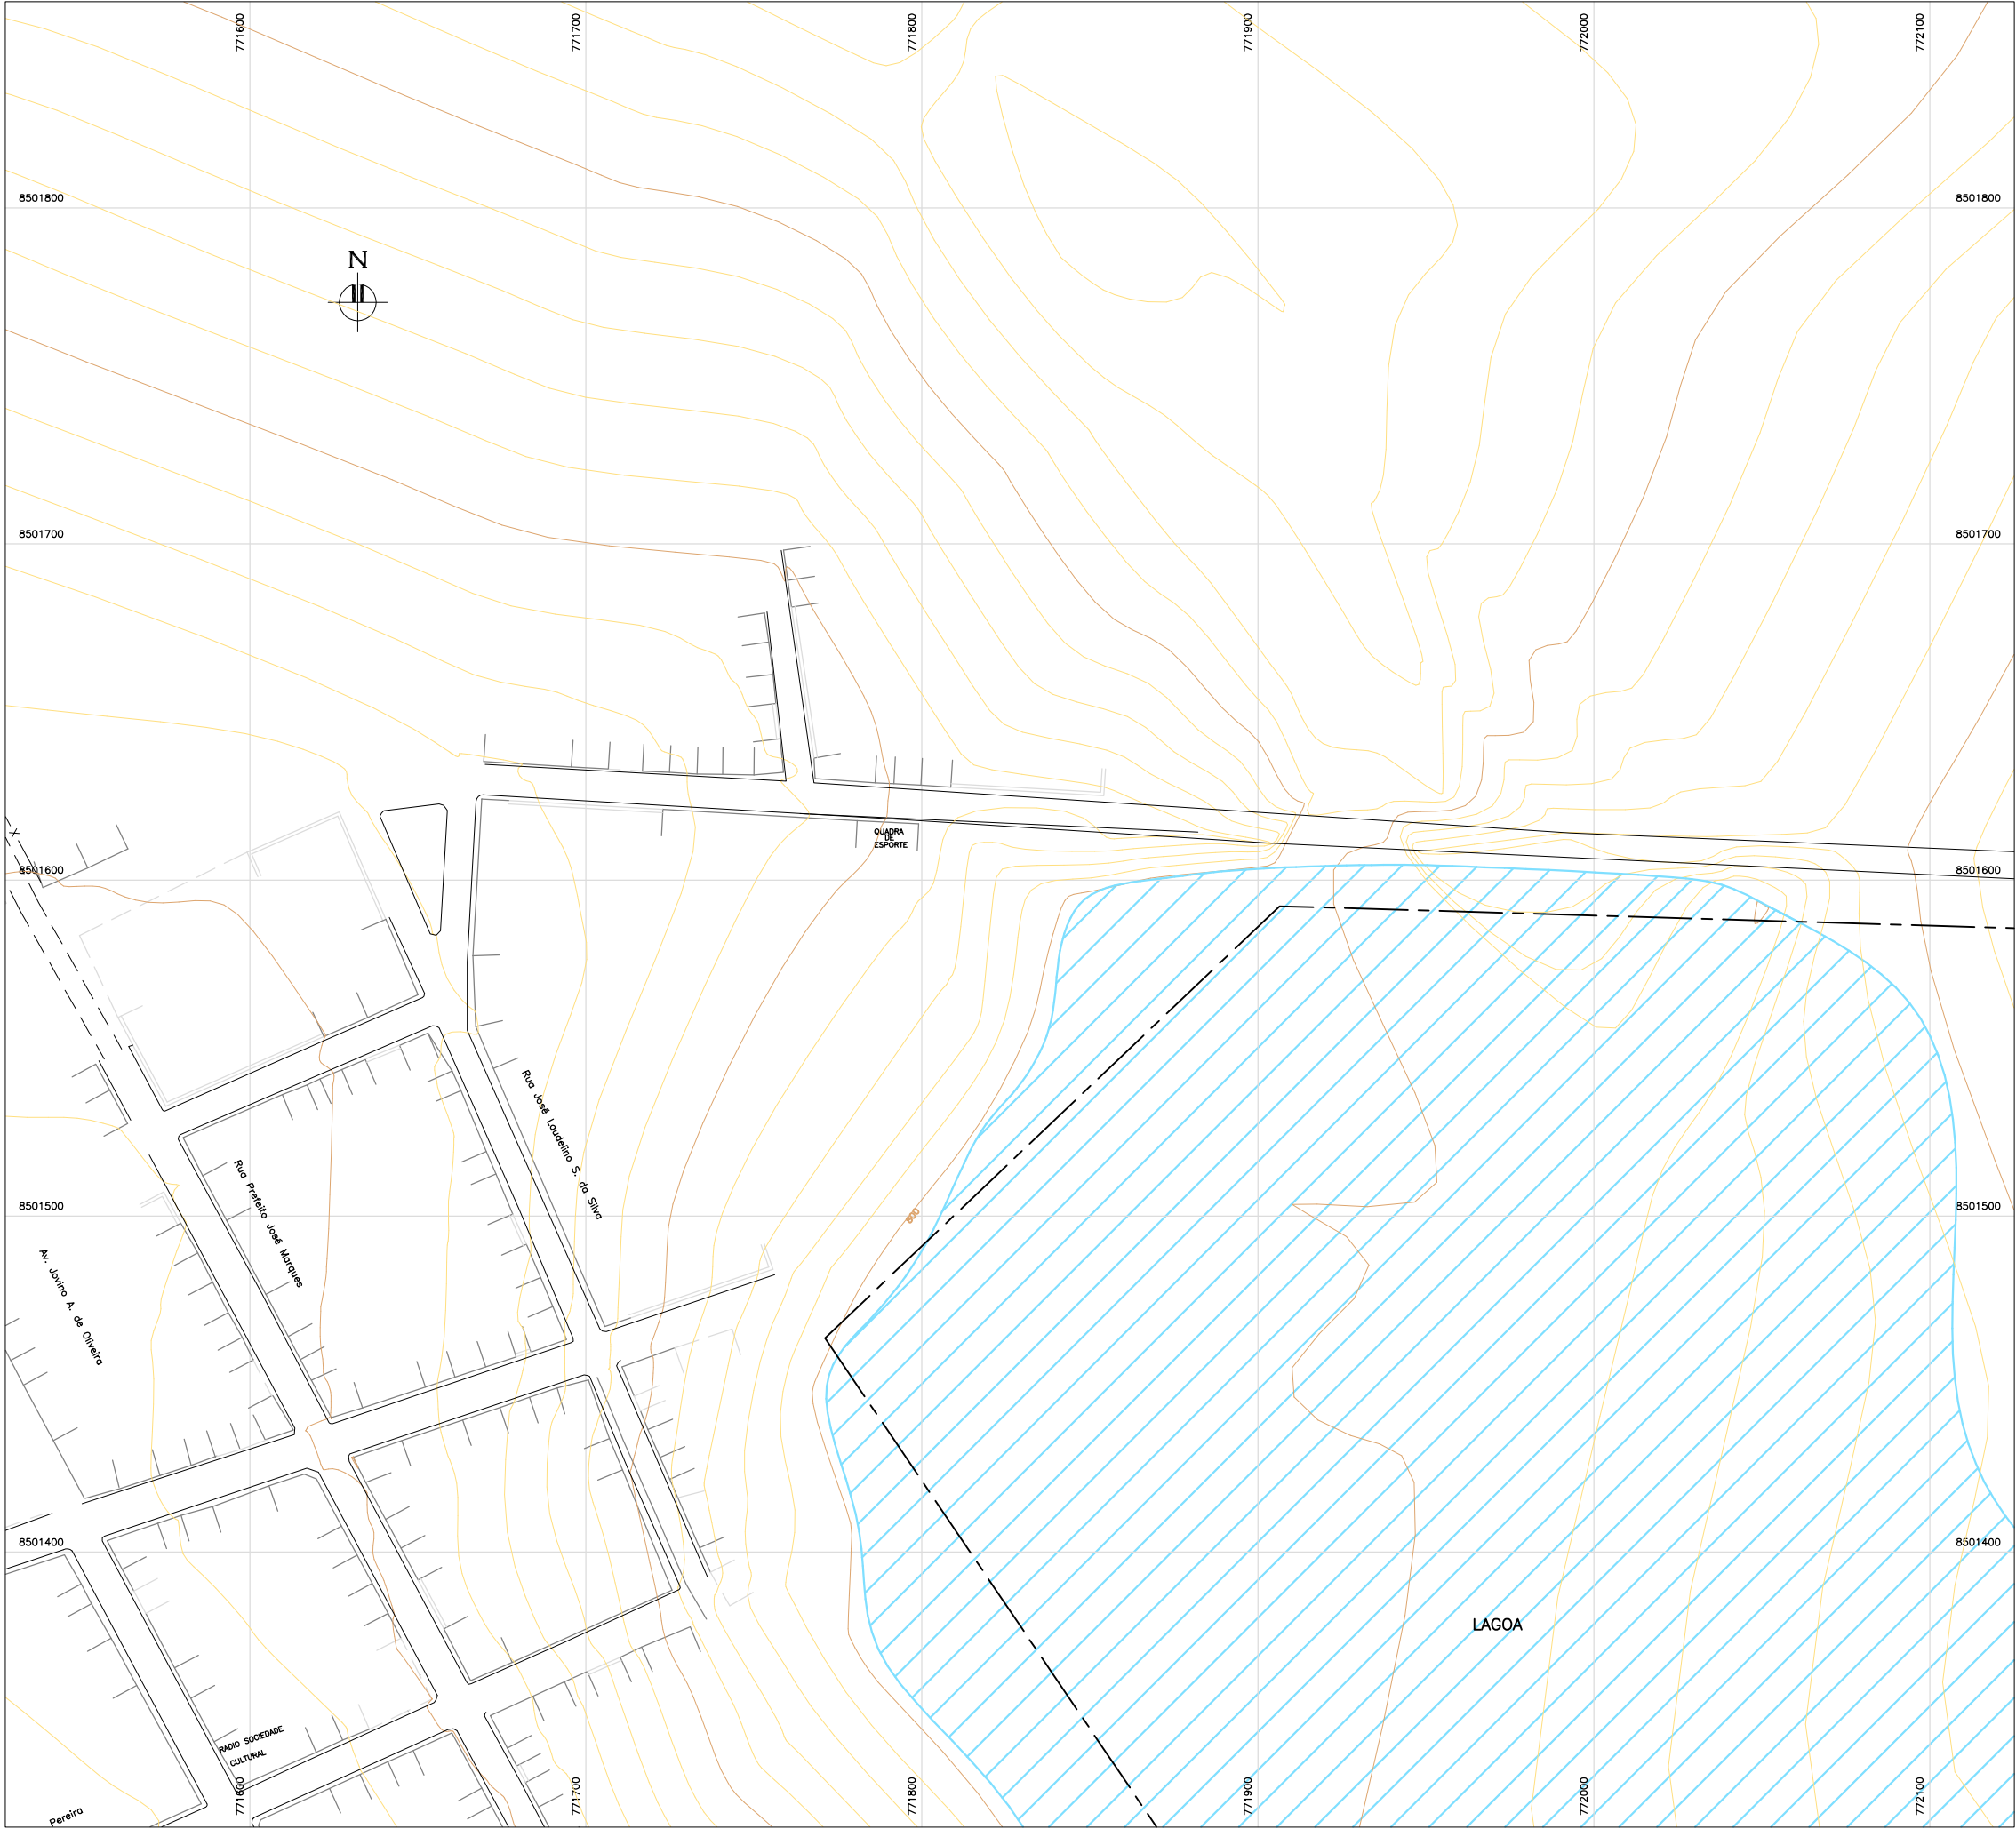 771600
771700
771800
771900
772000
772100
8501800
8501800
N
8501700
8501700
QUADRA
DE
ESPORTE
X
8501600
8501600
Rua José Laudelino S. da Silva
Rua Prefeito José Marques
8501500
8501500
800
Av. Jovino A. de Oliveira
8501400
8501400
LAGOA
RADIO SOCIEDADE
CULTURAL
Pereira
771600
771700
771800
771900
772000
772100